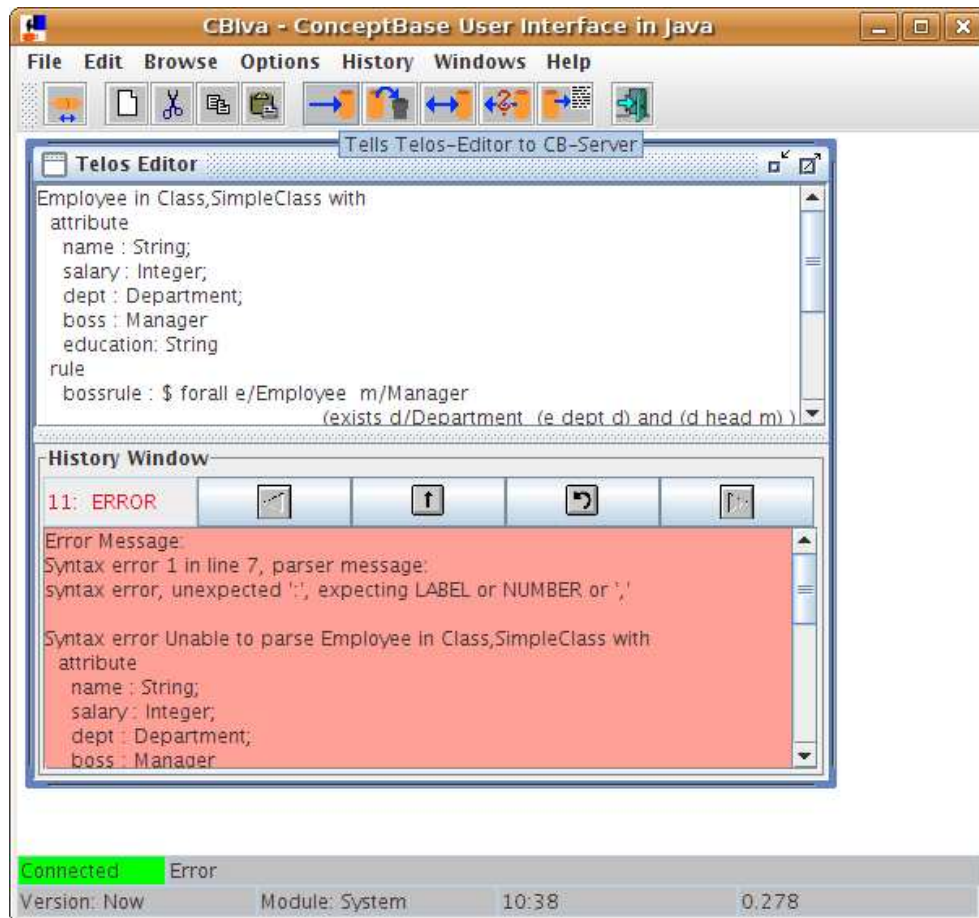 CBIva - ConceptBase User Interface in Java
File Edit Browse Options History Windows Help
Tells Telos-Editor to CB-Server
Telos Editor
Employee in Class,SimpleClass with
attribute
name : String;
salary : Integer;
dept : Department;
boss : Manager
education: String
rule
bossrule : $ forall e/Employee m/Manager
(exists d/Department (e dept d) and (d head m) )
History Window
11: ERROR
Error Message:
Syntax error 1 in line 7, parser message:
syntax error, unexpected ':', expecting LABEL or NUMBER or ','
Syntax error Unable to parse Employee in Class,SimpleClass with
attribute
name : String;
salary : Integer;
dept : Department;
boss : Manager
Connected Error
Version: Now Module: System 10:38 0.278